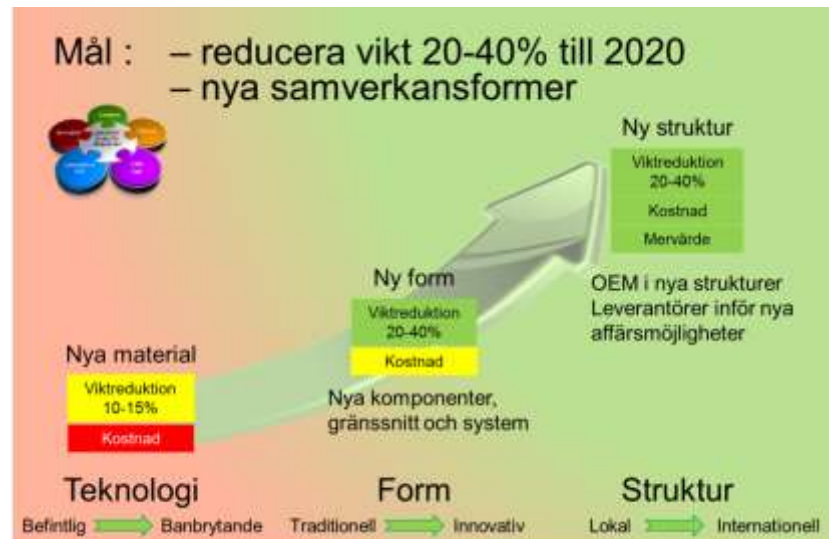 Mål : – reducera vikt 20-40% till 2020
– nya samverkansformer
Ny struktur
Viktreduktion
20-40%
Kostnad
Mervärde
OEM i nya strukturer
Leverantörer inför nya
affärsmöjligheter
Ny form
Viktreduktion
20-40%
Kostnad
Nya komponenter,
gränssnitt och system
Nya material
Viktreduktion
10-15%
Kostnad
Teknologi Form Struktur
Befintlig Banbrytande Traditionell Innovativ Lokal Internationell